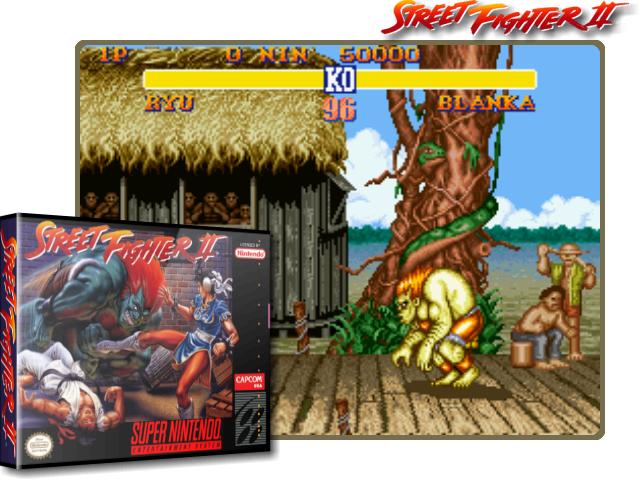 STREET FIGHTER II
1P 0 NIN 50000
KO
RYU 96 BLANKA
STREET FIGHTER II
LICENSED BY
Nintendo
CAPCOM
USA
SUPER NINTENDO
ENTERTAINMENT SYSTEM
STREET FIGHTER II